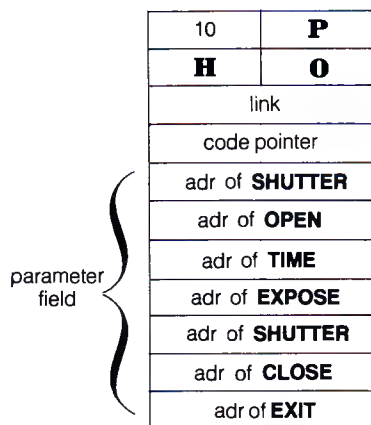 10 P
H O
link
code pointer
adr of SHUTTER
adr of OPEN
adr of TIME
parameter
field
adr of EXPOSE
adr of SHUTTER
adr of CLOSE
adr of EXIT